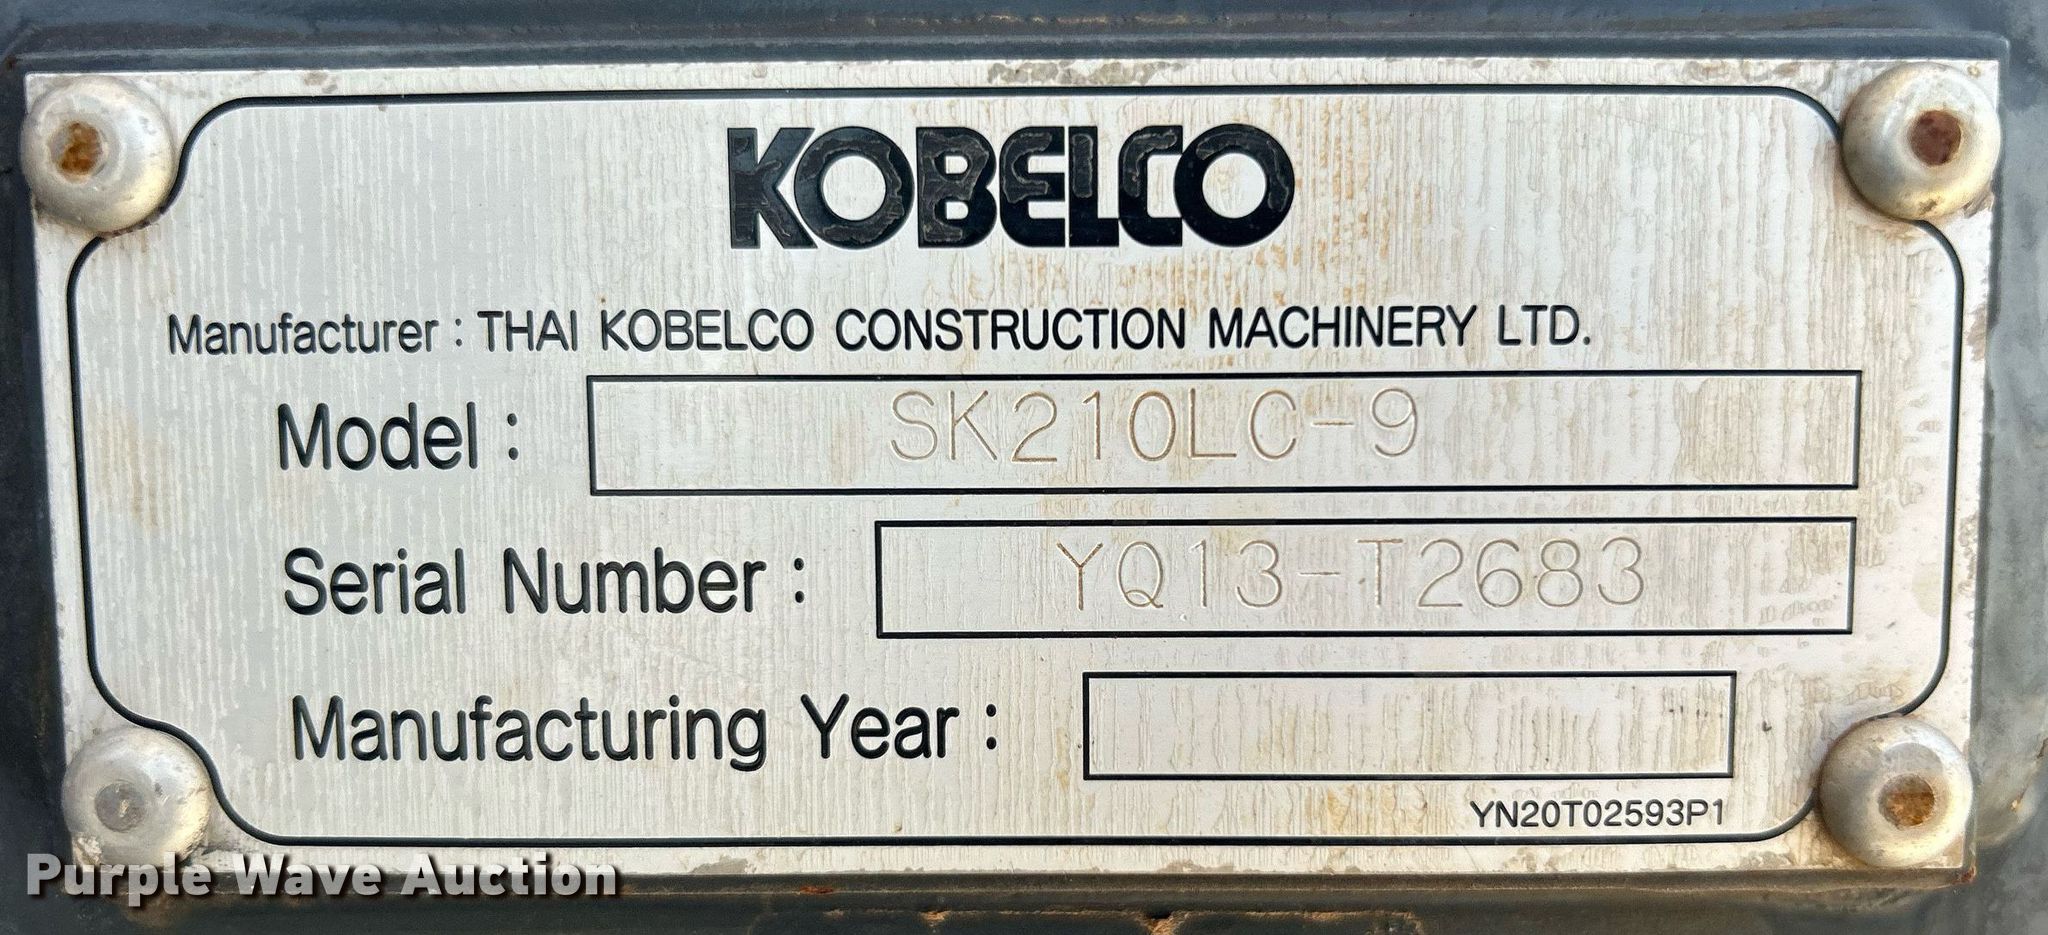 KOBELCO
Manufacturer : THAI KOBELCO CONSTRUCTION MACHINERY LTD.
Model : SK210LC-9
Serial Number : YQ13-T2683
Manufacturing Year :
YN20T02593P1
Purple Wave Auction